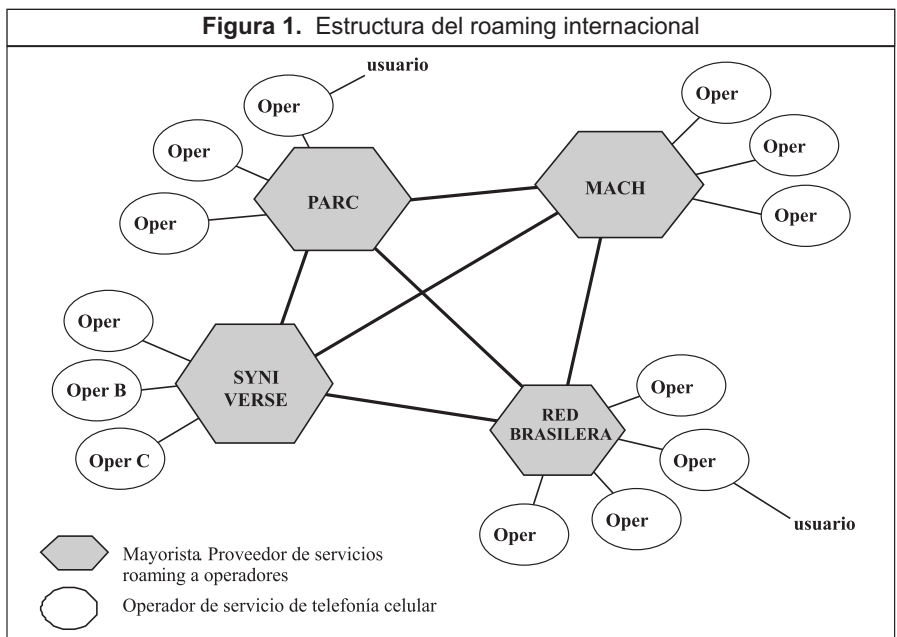 Figura 1. Estructura del roaming internacional
usuario
Oper
Oper
Oper
PARC
Oper
Oper
Oper
MACH
Oper
Oper B
Oper C
SYNI
VERSE
RED
BRASILERA
Oper
Oper
Oper
Oper
usuario
Mayorista. Proveedor de servicios
roaming a operadores
Operador de servicio de telefonía celular